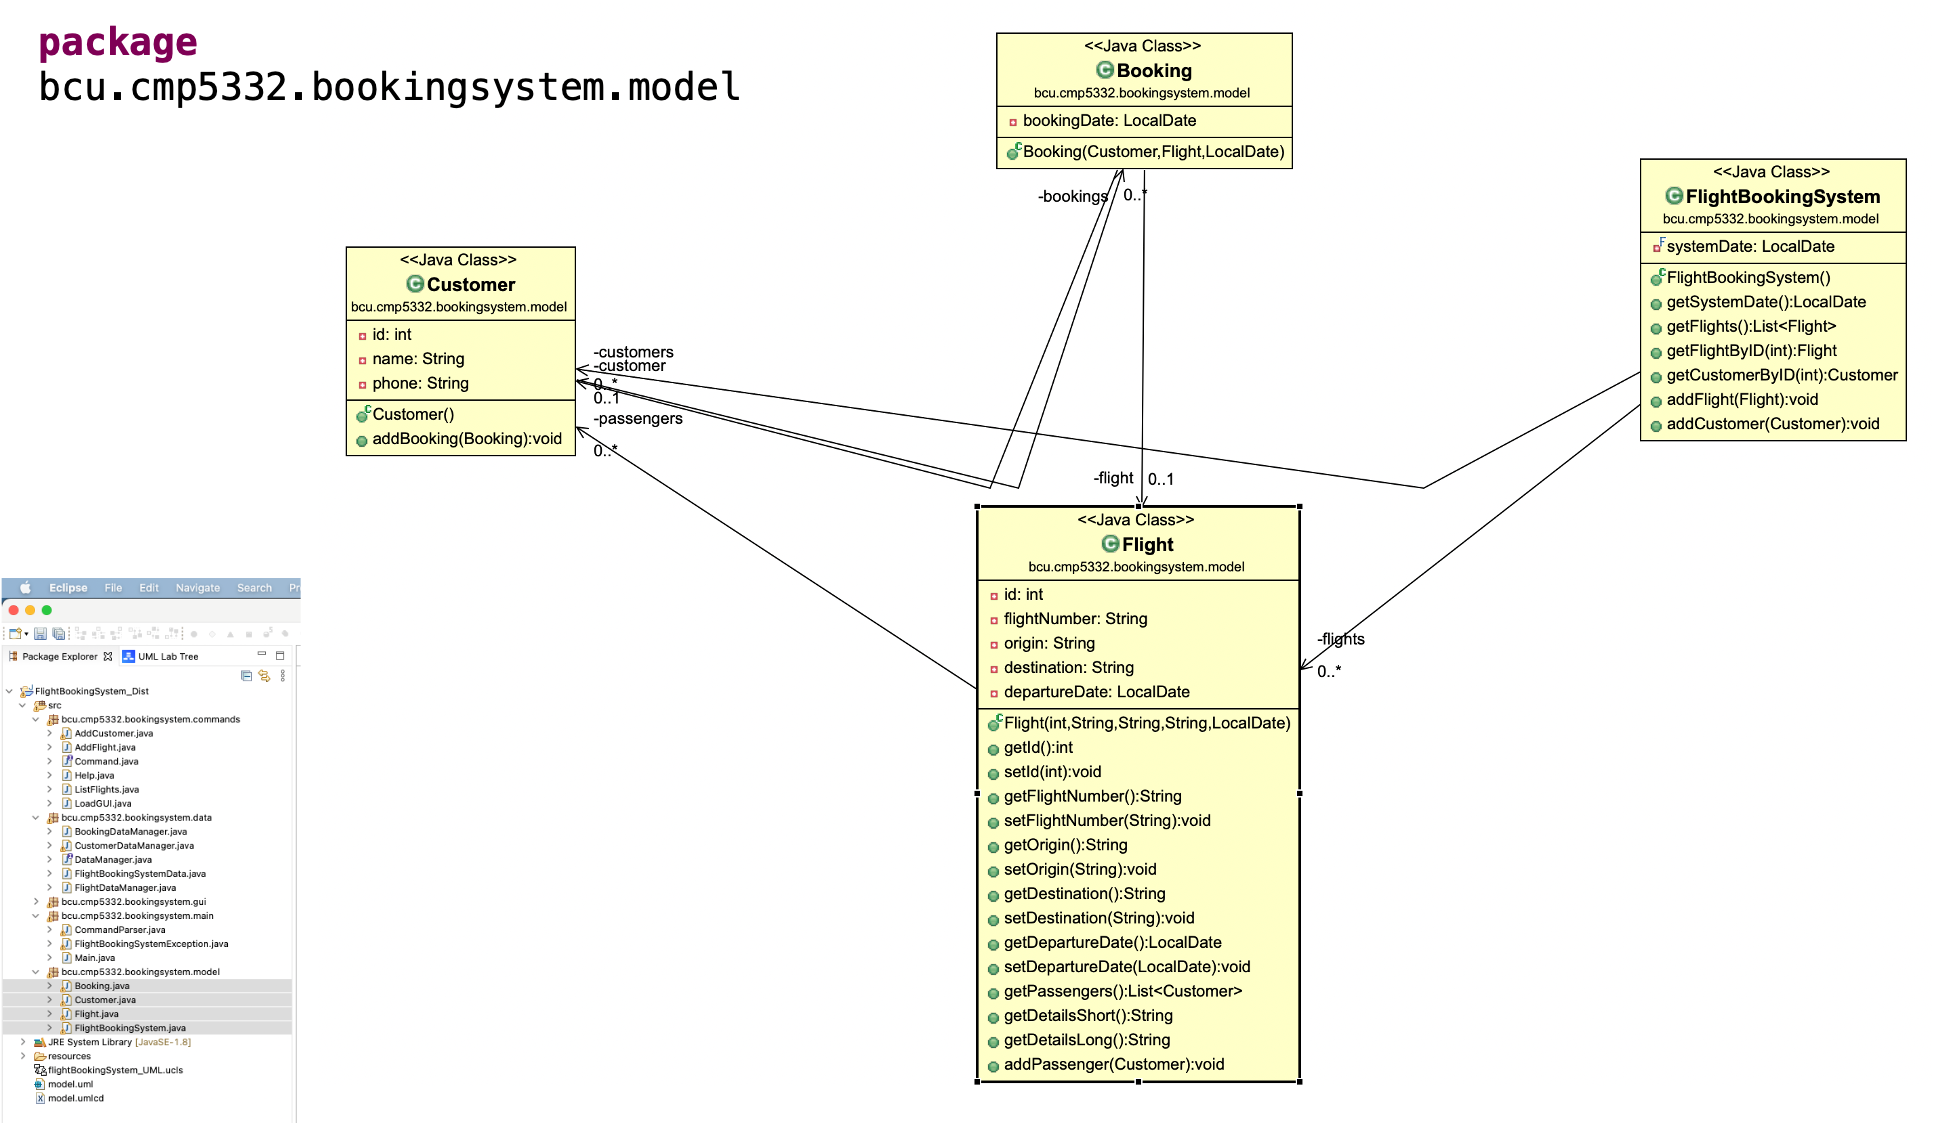 package
bcu.cmp5332.bookingsystem.model
<<Java Class>>
Booking
bcu.cmp5332.bookingsystem.model
bookingDate: LocalDate
Booking(Customer,Flight,LocalDate)
-bookings 0..*
<<Java Class>>
FlightBookingSystem
bcu.cmp5332.bookingsystem.model
systemDate: LocalDate
FlightBookingSystem()
getSystemDate():LocalDate
getFlights():List<Flight>
getFlightByID(int):Flight
getCustomerByID(int):Customer
addFlight(Flight):void
addCustomer(Customer):void
<<Java Class>>
Customer
bcu.cmp5332.bookingsystem.model
id: int
name: String
phone: String
Customer()
addBooking(Booking):void
-customers
-customer
0..*
0..1
-passengers
0..*
-flight 0..1
<<Java Class>>
Flight
bcu.cmp5332.bookingsystem.model
id: int
flightNumber: String
origin: String
destination: String
departureDate: LocalDate
Flight(int,String,String,String,LocalDate)
getId():int
setId(int):void
getFlightNumber():String
setFlightNumber(String):void
getOrigin():String
setOrigin(String):void
getDestination():String
setDestination(String):void
getDepartureDate():LocalDate
setDepartureDate(LocalDate):void
getPassengers():List<Customer>
getDetailsShort():String
getDetailsLong():String
addPassenger(Customer):void
-flights
0..*
Eclipse File Edit Navigate Search Pr
Package Explorer UML Lab Tree
FlightBookingSystem_Dist
src
bcu.cmp5332.bookingsystem.commands
AddCustomer.java
AddFlight.java
Command.java
Help.java
ListFlights.java
LoadGUI.java
bcu.cmp5332.bookingsystem.data
BookingDataManager.java
CustomerDataManager.java
DataManager.java
FlightBookingSystemData.java
FlightDataManager.java
bcu.cmp5332.bookingsystem.gui
bcu.cmp5332.bookingsystem.main
CommandParser.java
FlightBookingSystemException.java
Main.java
bcu.cmp5332.bookingsystem.model
Booking.java
Customer.java
Flight.java
FlightBookingSystem.java
JRE System Library [JavaSE-1.8]
resources
flightBookingSystem_UML.ucls
model.uml
model.umlcd